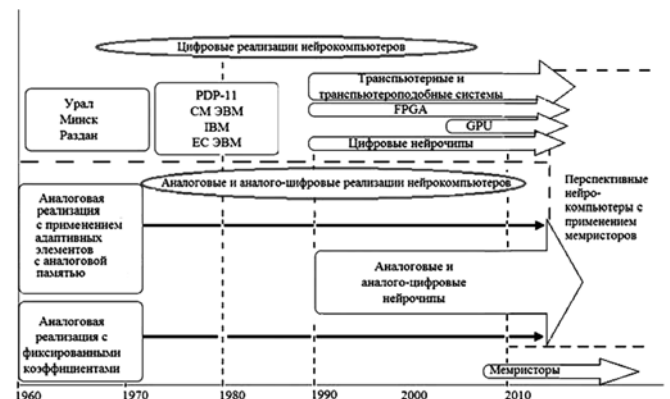 Цифровые реализации нейрокомпьютеров
Урал
Минск
Раздан
PDP-11
СМ ЭВМ
IBM
ЕС ЭВМ
Транспьютерные и
транспьютероподобные системы
FPGA
GPU
Цифровые нейрочипы
Аналоговые и аналого-цифровые реализации нейрокомпьютеров
Аналоговая
реализация
с применением
адаптивных
элементов
с аналоговой
памятью
Перспективные
нейро-
компьютеры с
применением
мемристоров
Аналоговые и
аналого-цифровые
нейрочипы
Аналоговая
реализация с
фиксированными
коэффициентами
Мемристоры
1960 1970 1980 1990 2000 2010